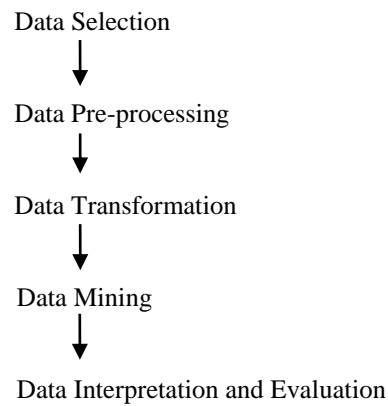 Data Selection
Data Pre-processing
Data Transformation
Data Mining
Data Interpretation and Evaluation